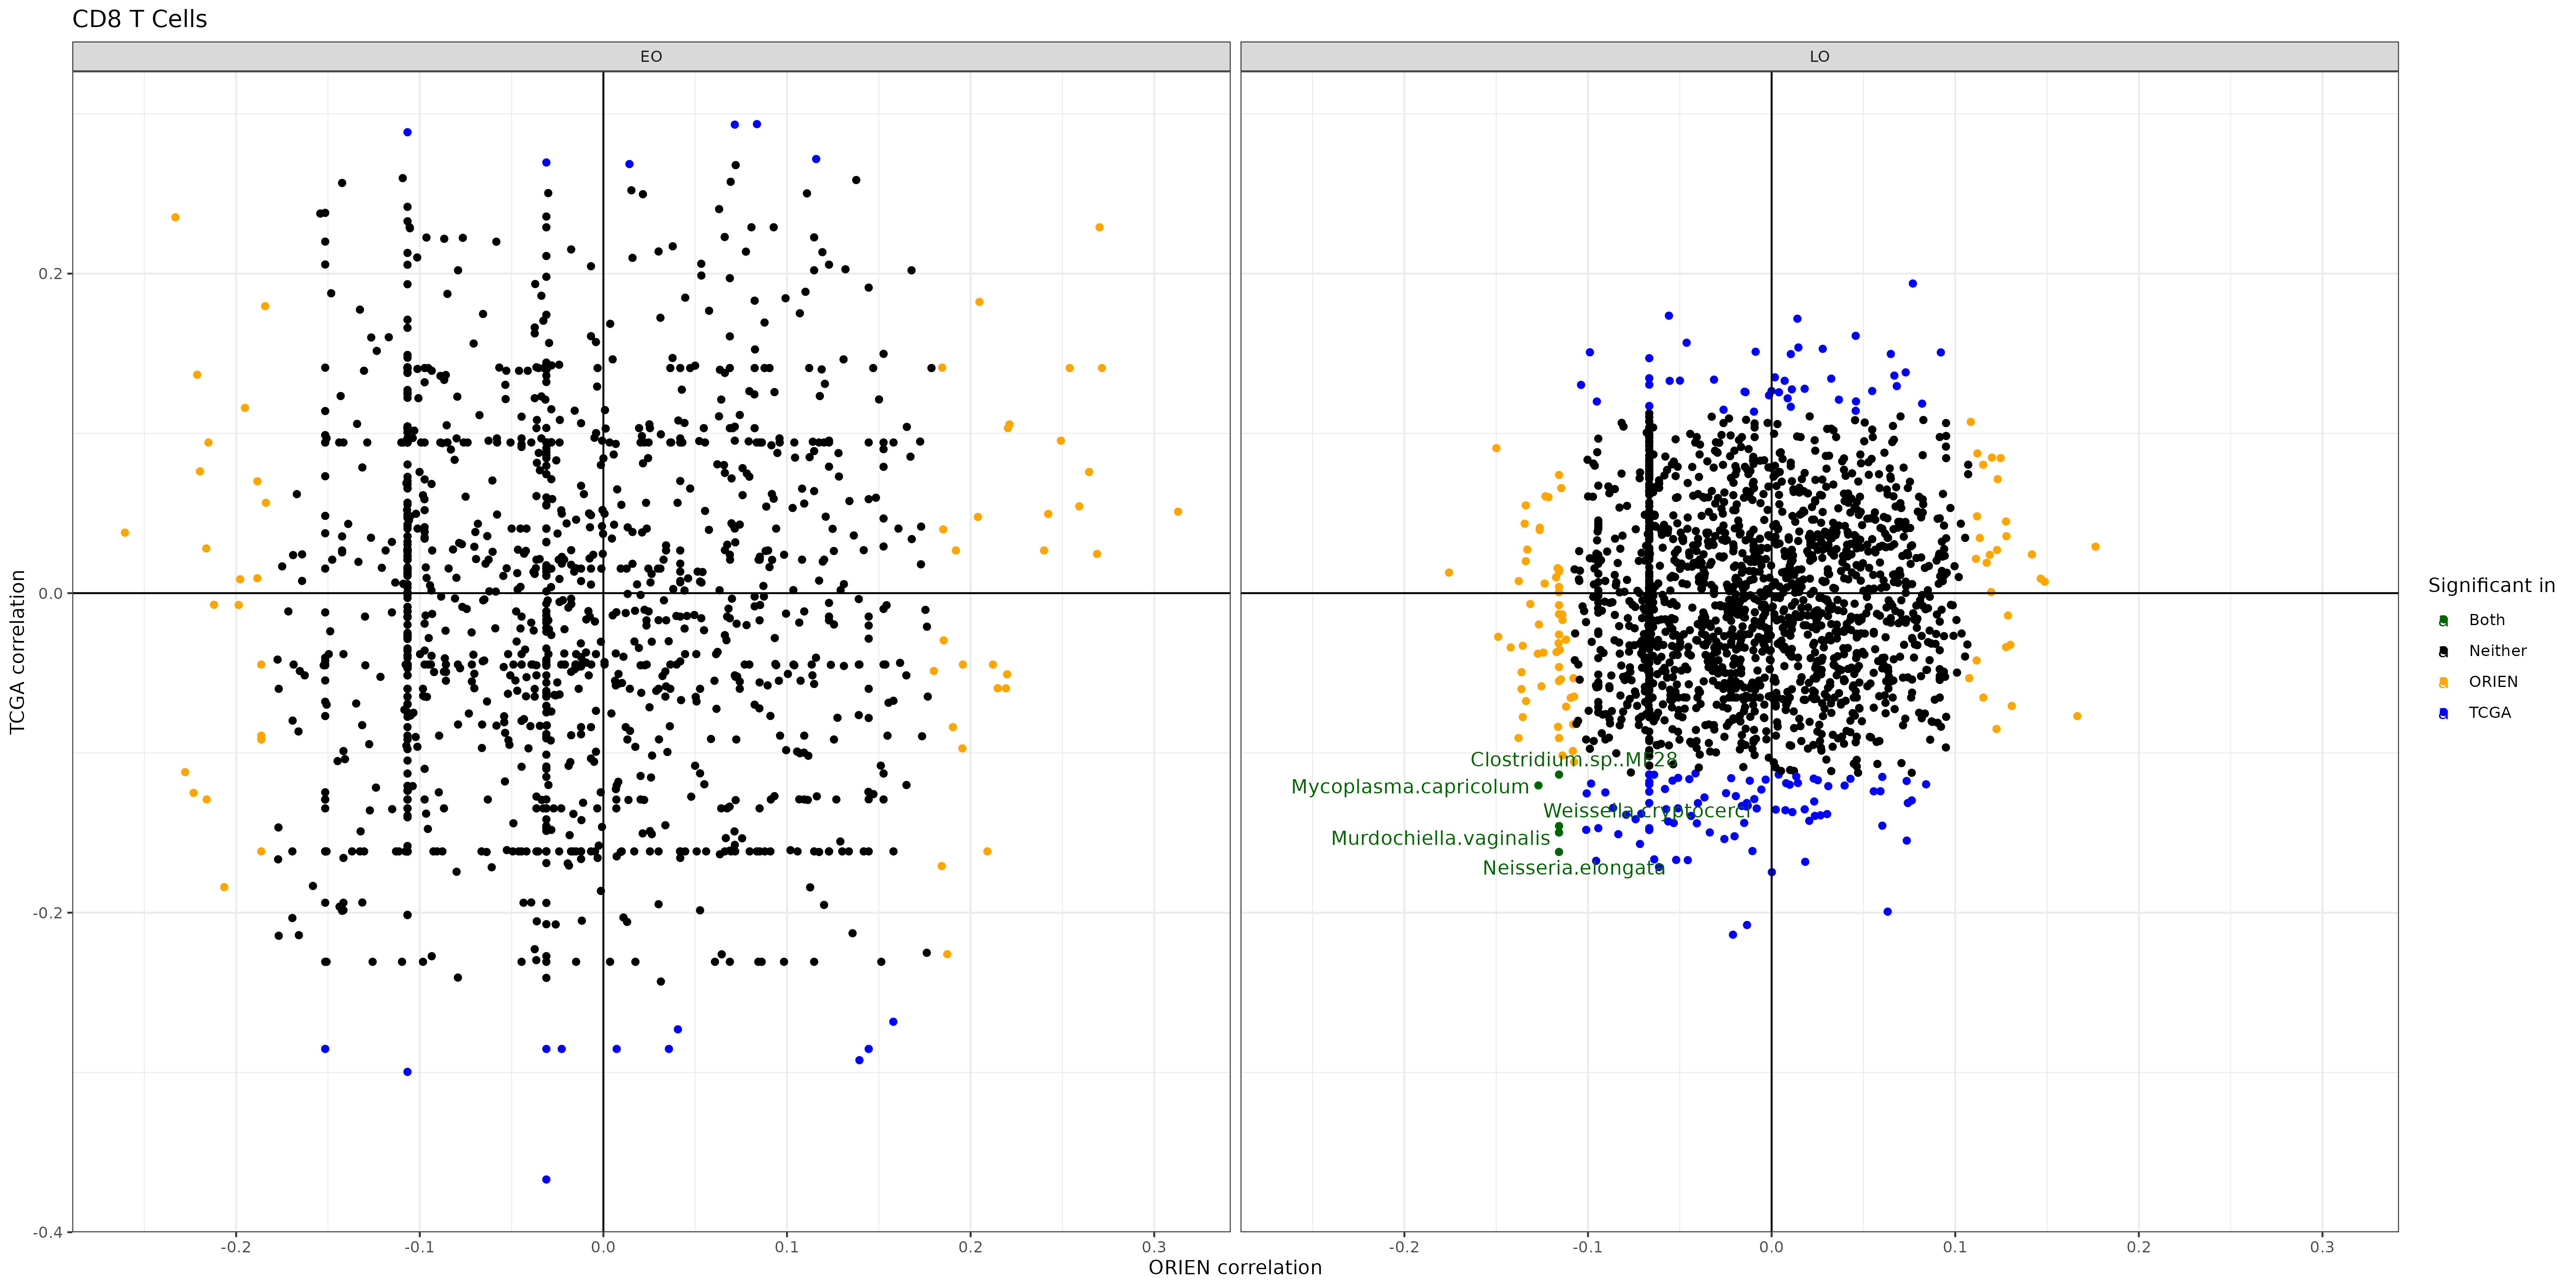 CD8 T Cells
EO
LO
TCGA correlation
0.2
0.0
-0.2
-0.4
Clostridium.sp..MF28
Mycoplasma.capricolum
Weissella.cryptocerci
Murdochiella.vaginalis
Neisseria.elongata
-0.2
-0.1
0.0
0.1
0.2
0.3
-0.2
-0.1
0.0
0.1
0.2
0.3
ORIEN correlation
Significant in
a Both
a Neither
a ORIEN
a TCGA